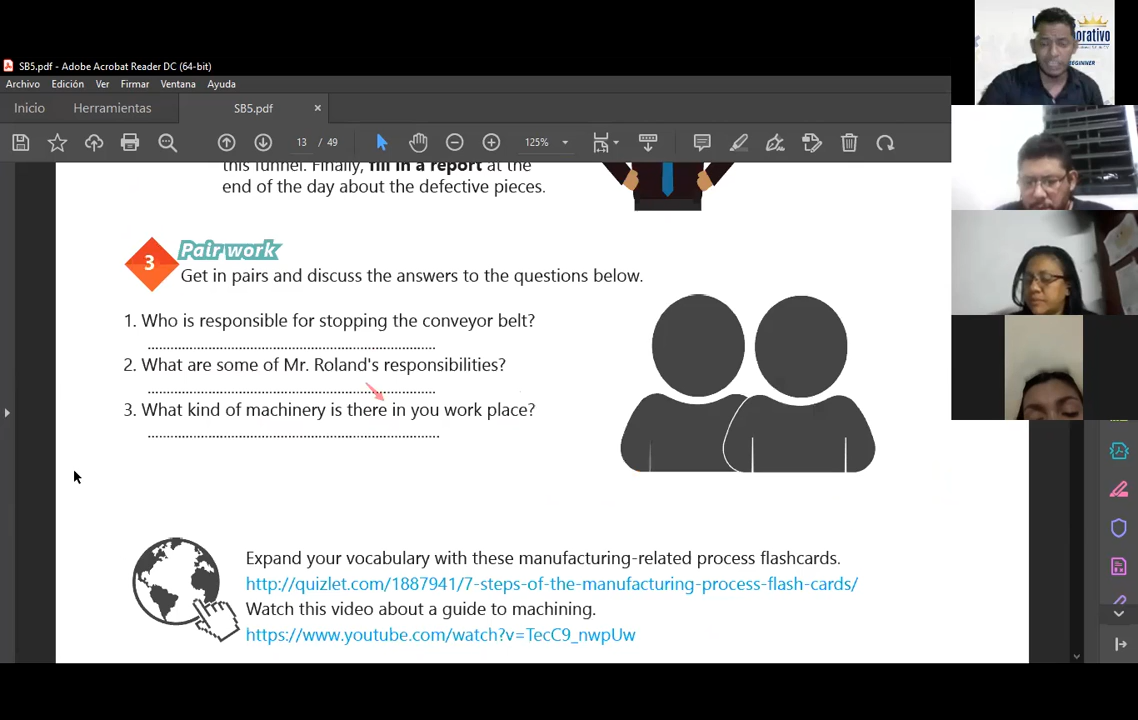 SB5.pdf - Adobe Acrobat Reader DC (64-bit)
Archivo Edición Ver Firmar Ventana Ayuda
Inicio Herramientas SB5.pdf ×
13 / 49 125%
this funnel. Finally, fill in a report at the
end of the day about the defective pieces.
3 Pair work
Get in pairs and discuss the answers to the questions below.
1. Who is responsible for stopping the conveyor belt?
2. What are some of Mr. Roland's responsibilities?
3. What kind of machinery is there in you work place?
Expand your vocabulary with these manufacturing-related process flashcards.
http://quizlet.com/1887941/7-steps-of-the-manufacturing-process-flash-cards/
Watch this video about a guide to machining.
https://www.youtube.com/watch?v=TecC9_nwpUw